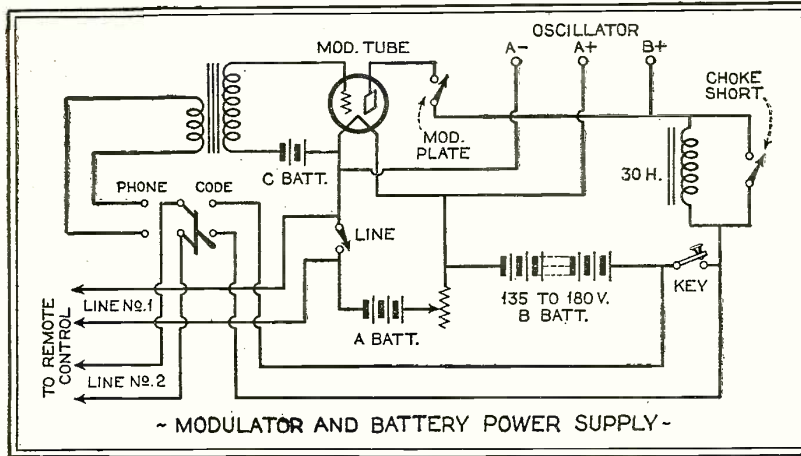 OSCILLATOR
MOD. TUBE
A- A+ B+
CHOKE
SHORT
MOD.
PLATE
30 H.
C BATT.
PHONE CODE
LINE
KEY
LINE Nº.1
135 TO 180 V.
B BATT.
A BATT.
TO REMOTE
CONTROL
LINE Nº.2
~ MODULATOR AND BATTERY POWER SUPPLY ~